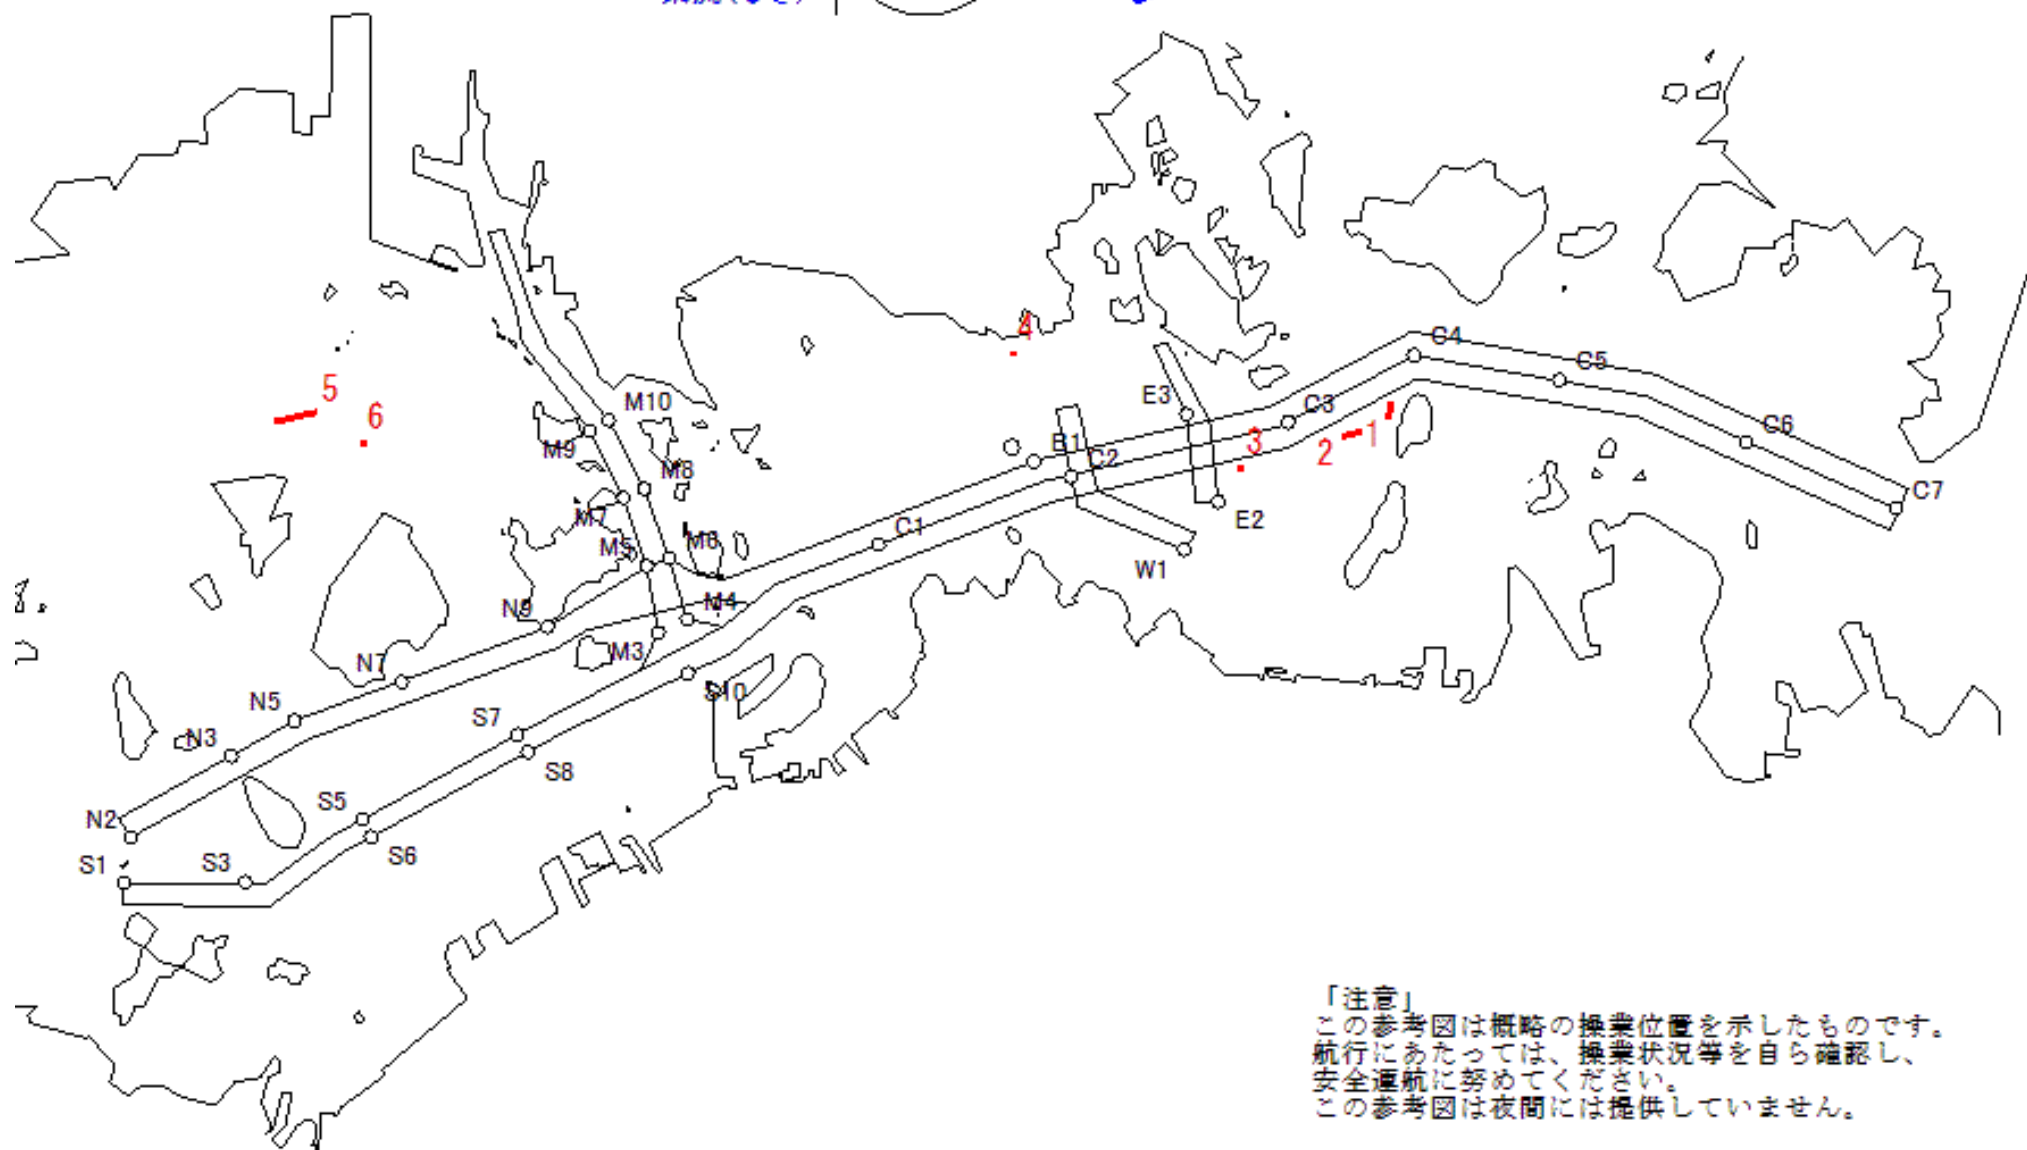 4
C4
C5
5
M10
E3
C3
6
C6
M9
B1
3
1
2
C2
M8
C7
M7
E2
C1
M5
M6
W1
N9
M4
M3
N7
S10
N5
S7
N3
S8
S5
N2
S6
S1
S3
「注意」
この参考図は概略の操業位置を示したものです。
航行にあたっては、操業状況等を自ら確認し、
安全運航に努めてください。
この参考図は夜間には提供していません。